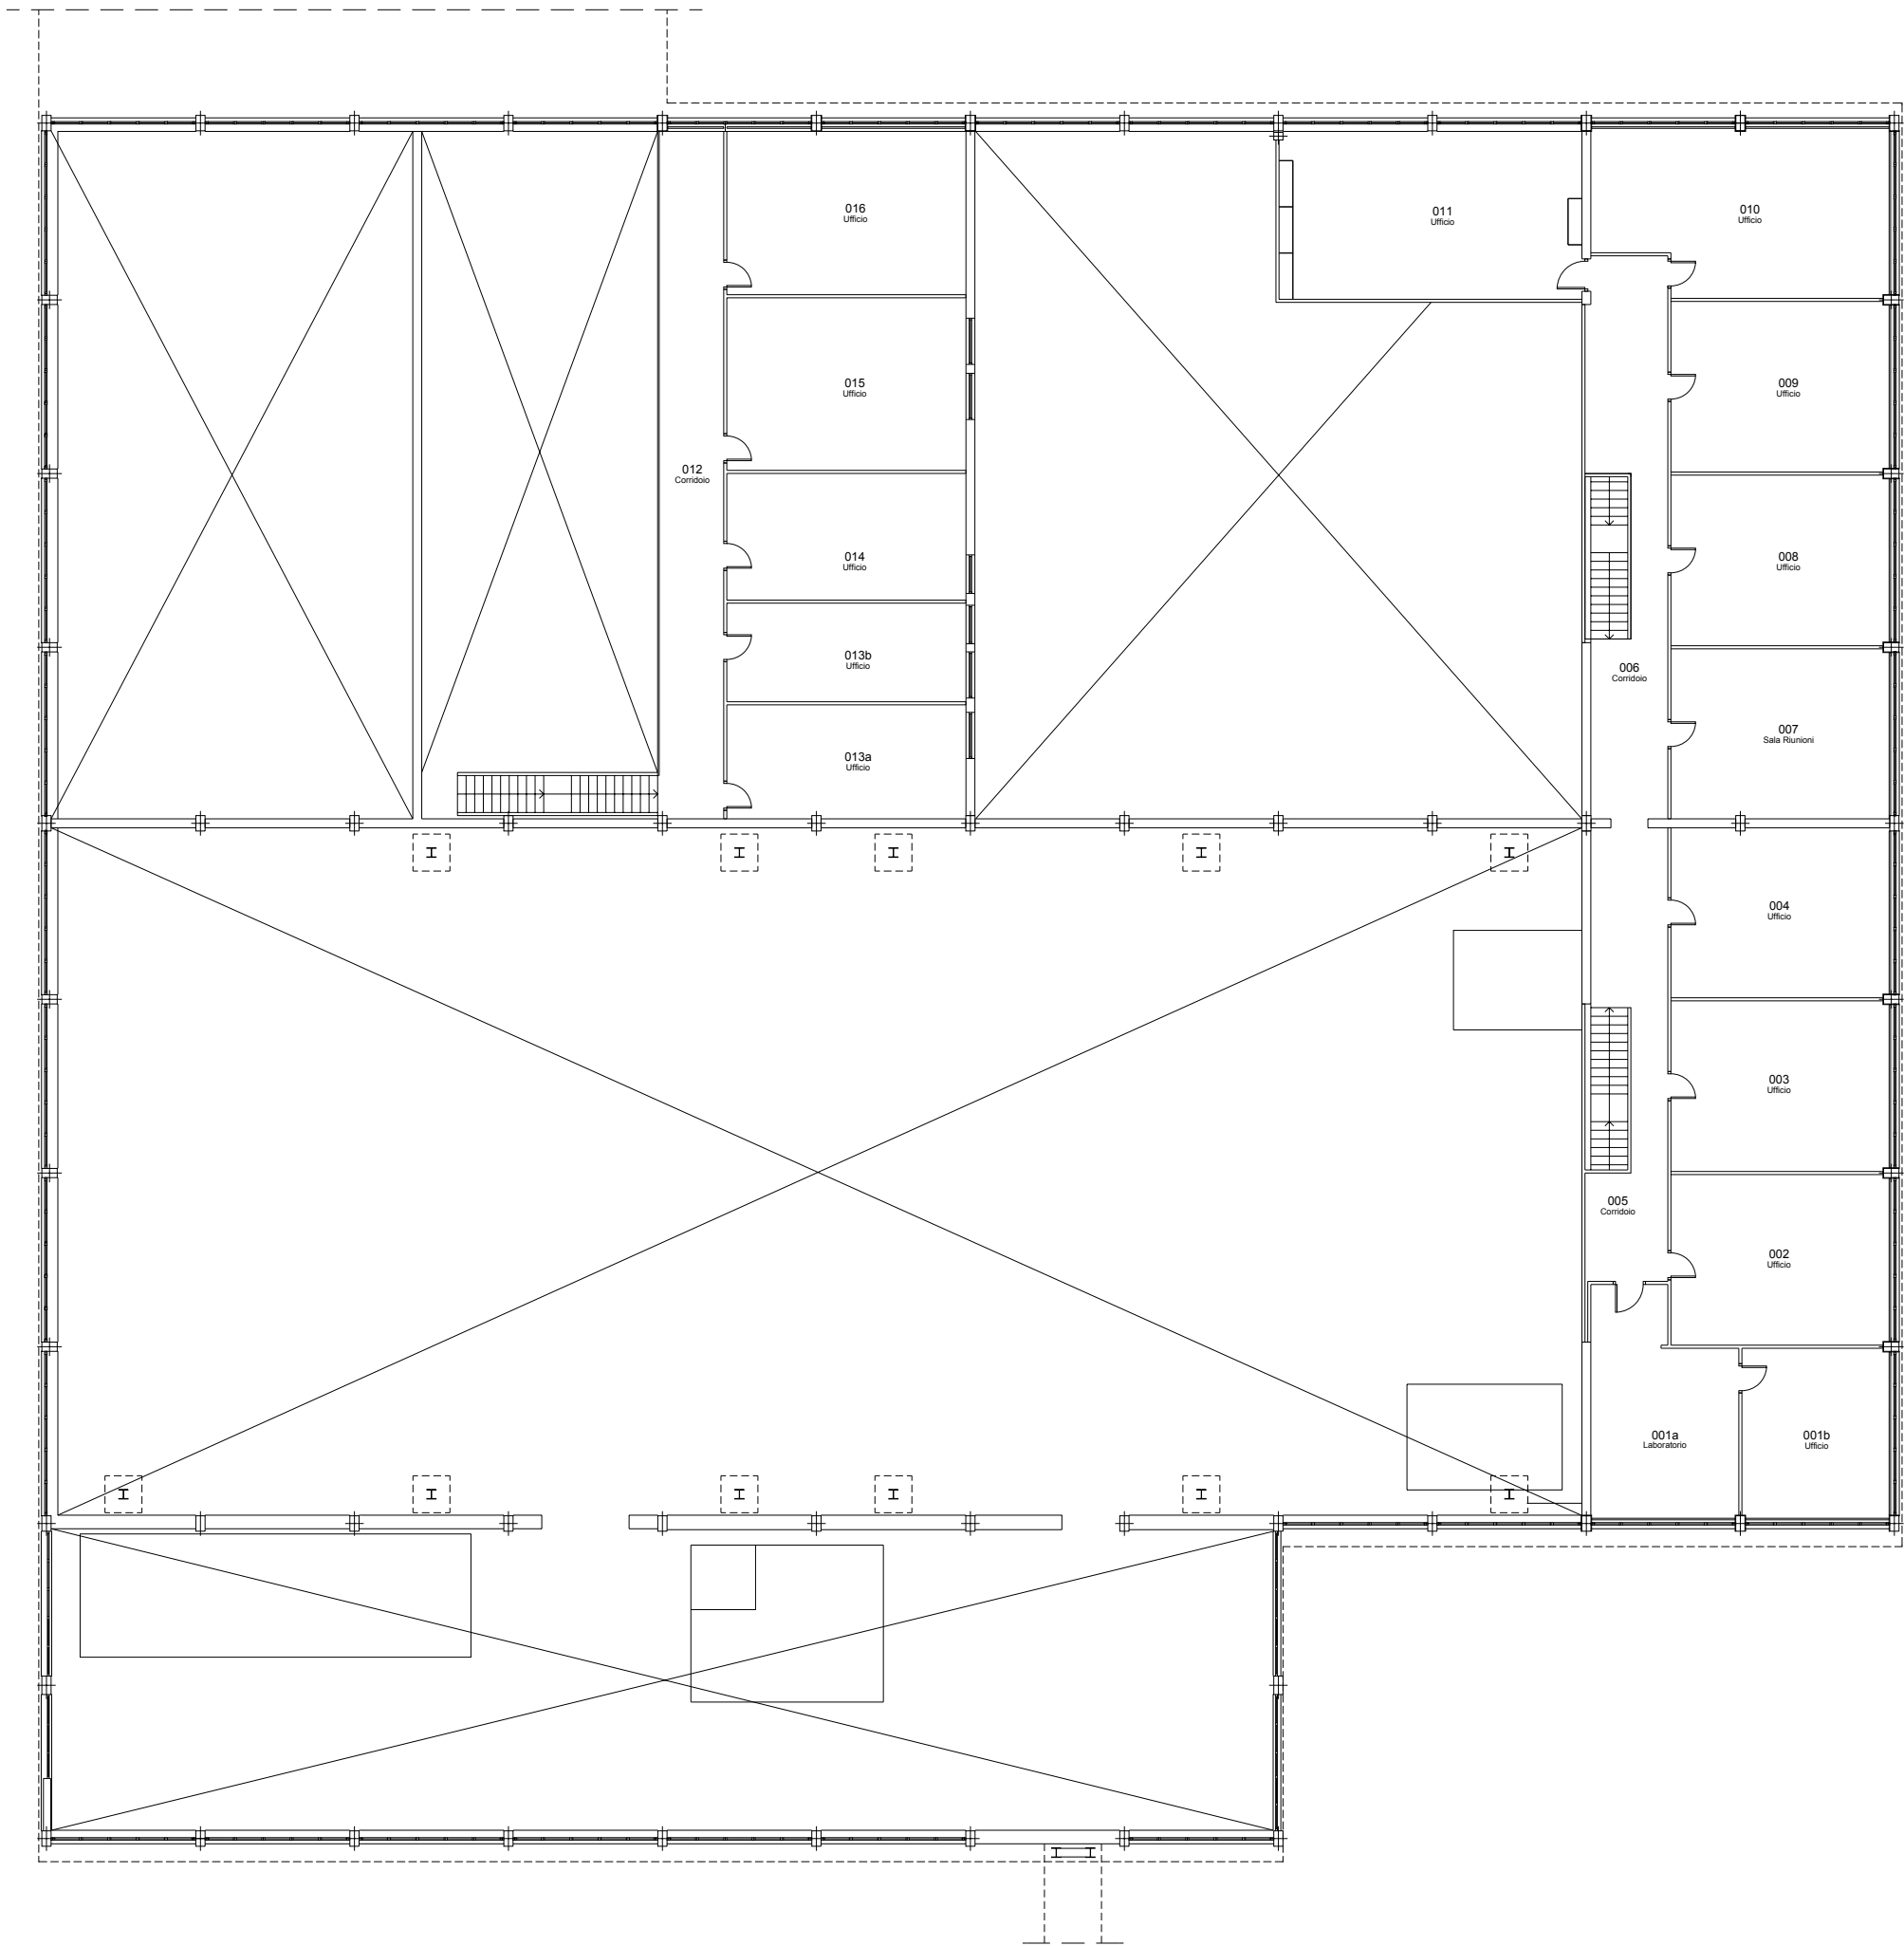 016
Ufficio
011
Ufficio
010
Ufficio
015
Ufficio
009
Ufficio
012
Corridoio
014
Ufficio
008
Ufficio
013b
Ufficio
006
Corridoio
007
Sala Riunioni
013a
Ufficio
004
Ufficio
003
Ufficio
005
Corridoio
002
Ufficio
001a
Laboratorio
001b
Ufficio